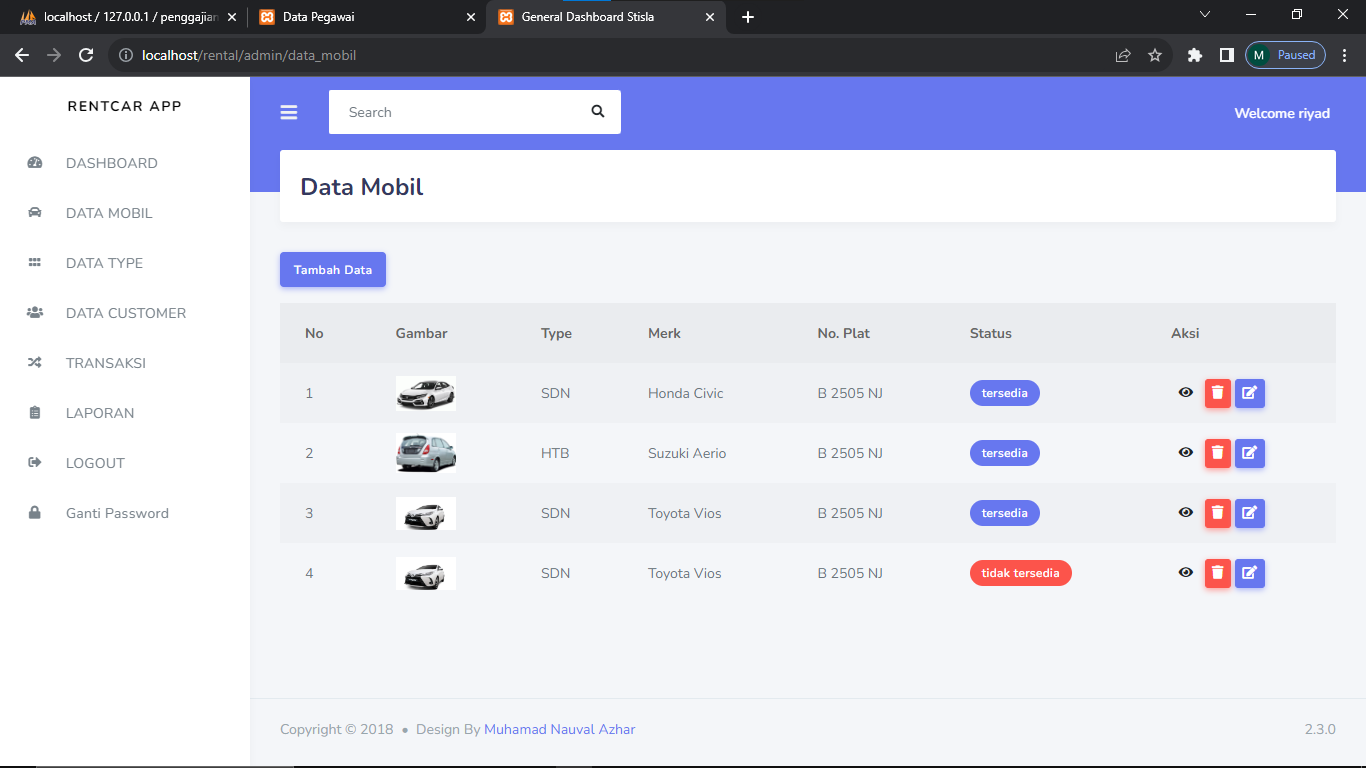 localhost / 127.0.0.1 / penggajian
Data Pegawai
General Dashboard Stisla
localhost/rental/admin/data_mobil
M Paused
RENTCAR APP
Search
Welcome riyad
DASHBOARD
DATA MOBIL
DATA TYPE
DATA CUSTOMER
TRANSAKSI
LAPORAN
LOGOUT
Ganti Password
Data Mobil
Tambah Data
No Gambar Type Merk No. Plat Status Aksi
1 SDN Honda Civic B 2505 NJ tersedia
2 HTB Suzuki Aerio B 2505 NJ tersedia
3 SDN Toyota Vios B 2505 NJ tersedia
4 SDN Toyota Vios B 2505 NJ tidak tersedia
Copyright © 2018 • Design By Muhamad Nauval Azhar
2.3.0